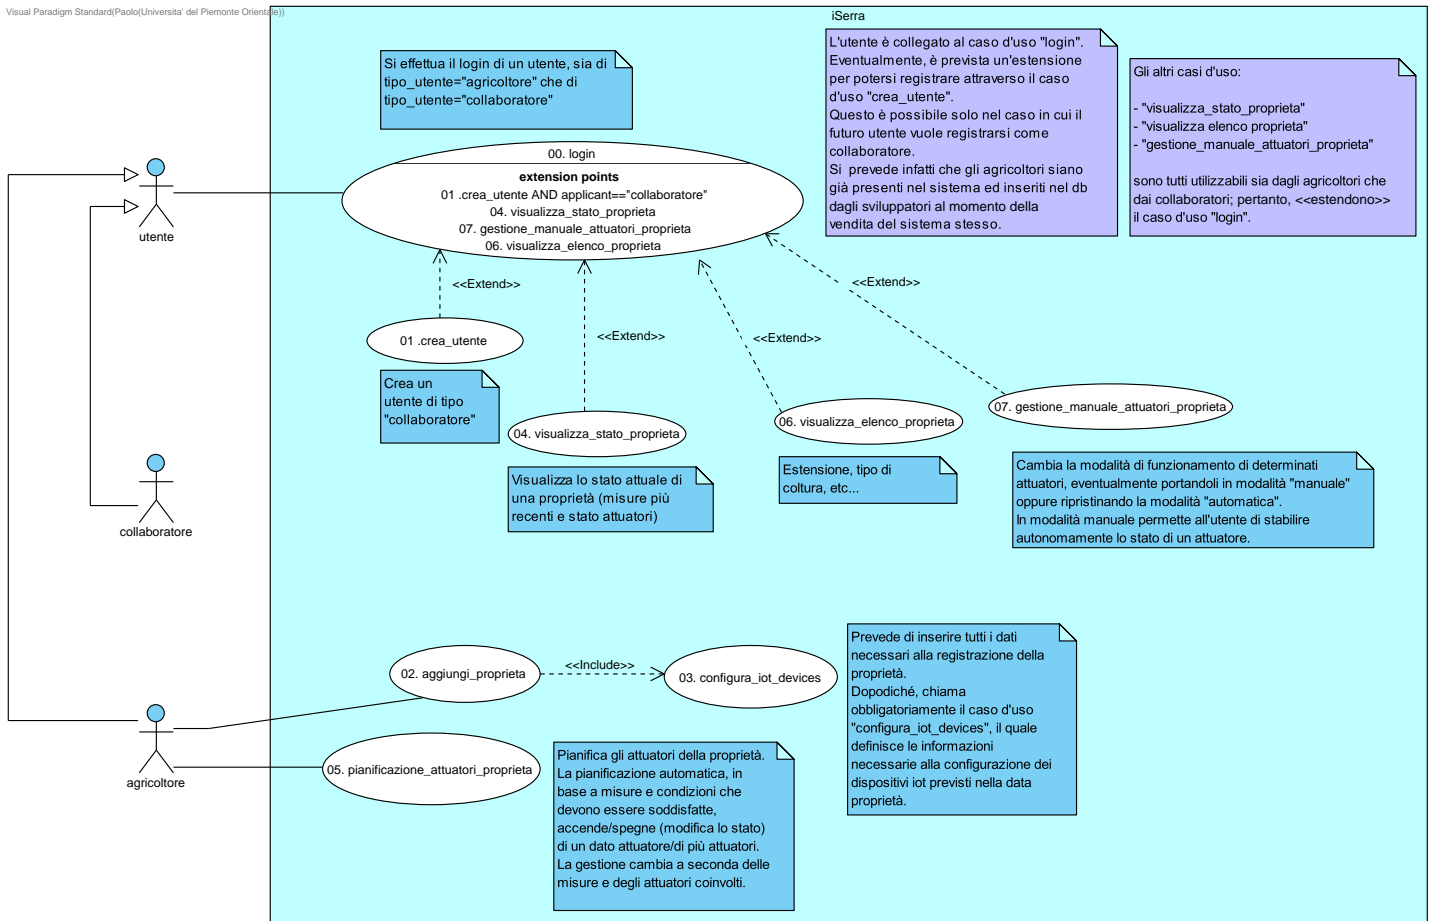 Visual Paradigm Standard(Paolo(Universita' del Piemonte Orientale))
iSerra
Si effettua il login di un utente, sia di
tipo_utente="agricoltore" che di
tipo_utente="collaboratore"
L'utente è collegato al caso d'uso "login".
Eventualmente, è prevista un'estensione
per potersi registrare attraverso il caso
d'uso "crea_utente".
Questo è possibile solo nel caso in cui il
futuro utente vuole registrarsi come
collaboratore.
Si  prevede infatti che gli agricoltori siano
già presenti nel sistema ed inseriti nel db
dagli sviluppatori al momento della
vendita del sistema stesso.
Gli altri casi d'uso:
- "visualizza_stato_proprieta"
- "visualizza elenco proprieta"
- "gestione_manuale_attuatori_proprieta"
sono tutti utilizzabili sia dagli agricoltori che
dai collaboratori; pertanto, <<estendono>>
il caso d'uso "login".
00. login
extension points
01 .crea_utente AND applicant=="collaboratore"
04. visualizza_stato_proprieta
07. gestione_manuale_attuatori_proprieta
06. visualizza_elenco_proprieta
utente
<<Extend>>
<<Extend>>
<<Extend>>
<<Extend>>
01 .crea_utente
Crea un
utente di tipo
"collaboratore"
04. visualizza_stato_proprieta
Visualizza lo stato attuale di
una proprietà (misure più
recenti e stato attuatori)
06. visualizza_elenco_proprieta
Estensione, tipo di
coltura, etc...
07. gestione_manuale_attuatori_proprieta
Cambia la modalità di funzionamento di determinati
attuatori, eventualmente portandoli in modalità "manuale"
oppure ripristinando la modalità "automatica".
In modalità manuale permette all'utente di stabilire
autonomamente lo stato di un attuatore.
collaboratore
02. aggiungi_proprieta
<<Include>>
03. configura_iot_devices
Prevede di inserire tutti i dati
necessari alla registrazione della
proprietà.
Dopodiché, chiama
obbligatoriamente il caso d'uso
"configura_iot_devices", il quale
definisce le informazioni
necessarie alla configurazione dei
dispositivi iot previsti nella data
proprietà.
agricoltore
05. pianificazione_attuatori_proprieta
Pianifica gli attuatori della proprietà.
La pianificazione automatica, in
base a misure e condizioni che
devono essere soddisfatte,
accende/spegne (modifica lo stato)
di un dato attuatore/di più attuatori.
La gestione cambia a seconda delle
misure e degli attuatori coinvolti.